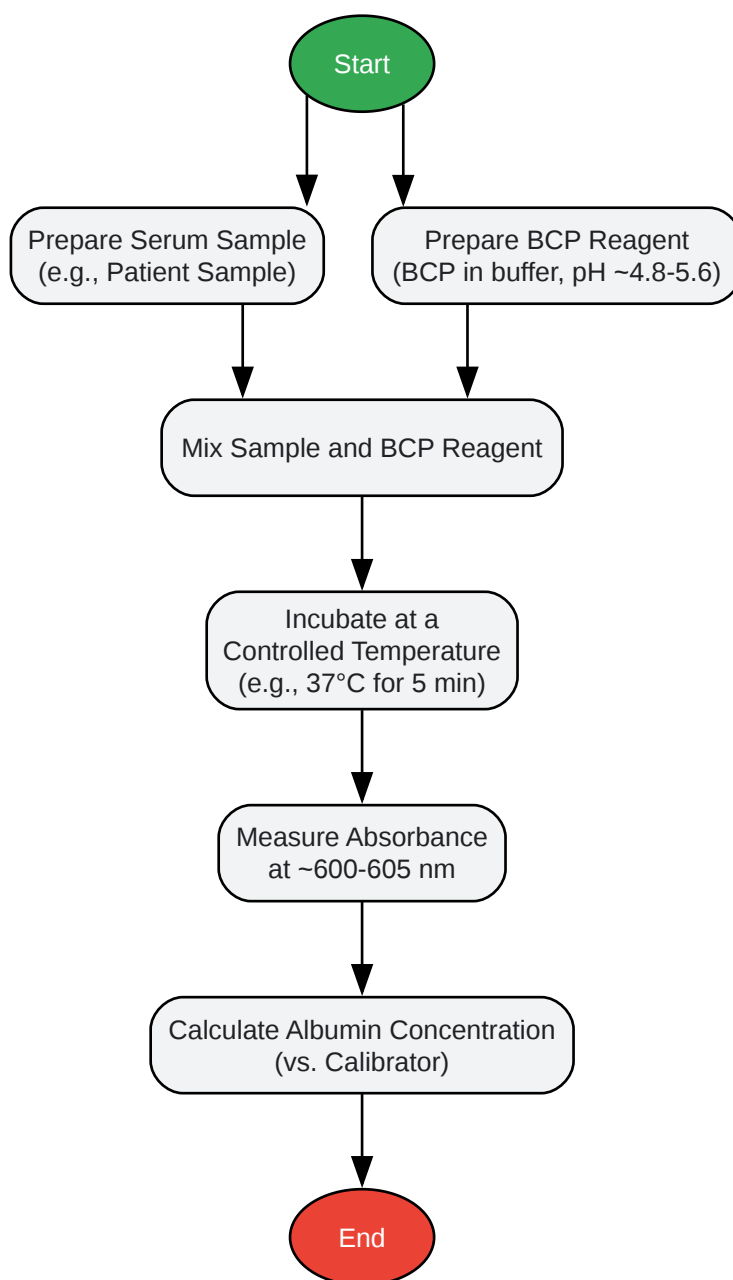 Start
Prepare Serum Sample
(e.g., Patient Sample)
Prepare BCP Reagent
(BCP in buffer, pH ~4.8-5.6)
Mix Sample and BCP Reagent
Incubate at a
Controlled Temperature
(e.g., 37°C for 5 min)
Measure Absorbance
at ~600-605 nm
Calculate Albumin Concentration
(vs. Calibrator)
End